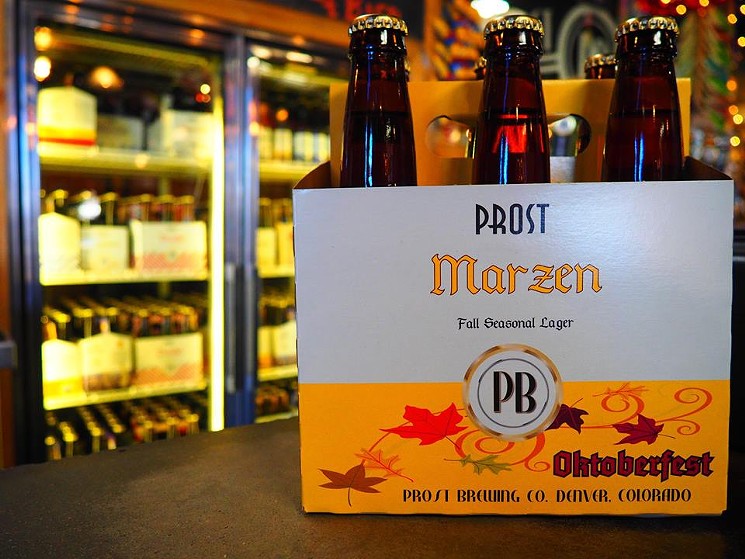 PROST
Marzen
Fall Seasonal Lager
PB
Oktoberfest
PROST BREWING CO. DENVER, COLORADO